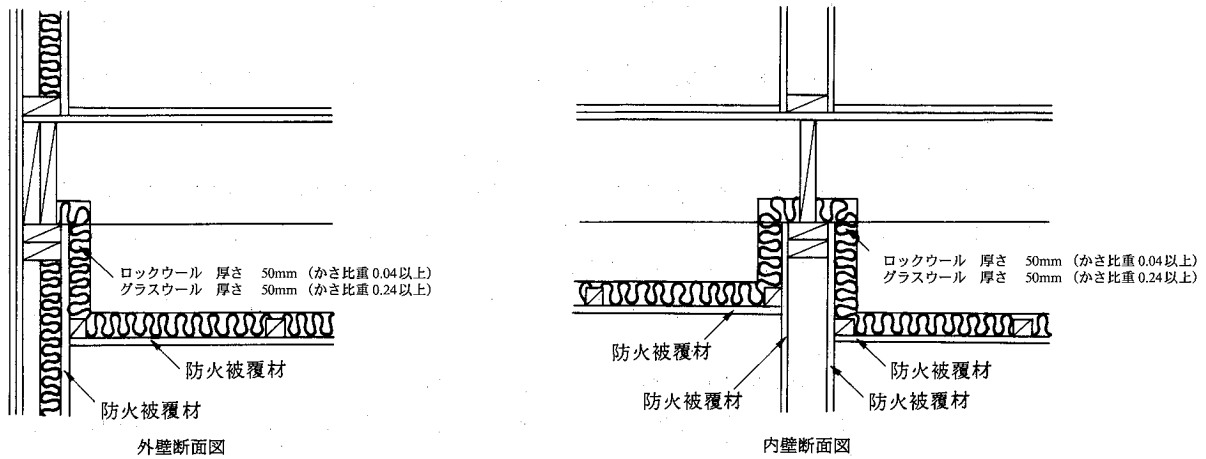 ロックウール 厚さ 50mm(かさ比重0.04以上)
グラスウール 厚さ 50mm(かさ比重0.24以上)
防火被覆材
防火被覆材
外壁断面図
ロックウール 厚さ 50mm(かさ比重0.04以上)
グラスウール 厚さ 50mm(かさ比重0.24以上)
防火被覆材
防火被覆材
防火被覆材
防火被覆材
内壁断面図